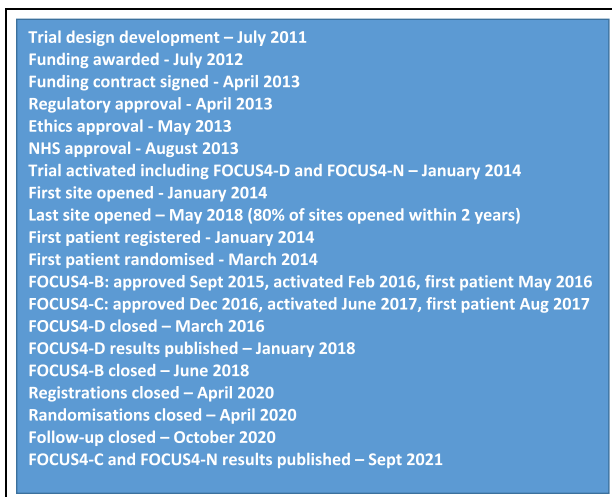 Trial design development – July 2011
Funding awarded - July 2012
Funding contract signed - April 2013
Regulatory approval - April 2013
Ethics approval - May 2013
NHS approval - August 2013
Trial activated including FOCUS4-D and FOCUS4-N – January 2014
First site opened - January 2014
Last site opened – May 2018 (80% of sites opened within 2 years)
First patient registered - January 2014
First patient randomised - March 2014
FOCUS4-B: approved Sept 2015, activated Feb 2016, first patient May 2016
FOCUS4-C: approved Dec 2016, activated June 2017, first patient Aug 2017
FOCUS4-D closed – March 2016
FOCUS4-D results published – January 2018
FOCUS4-B closed – June 2018
Registrations closed – April 2020
Randomisations closed – April 2020
Follow-up closed – October 2020
FOCUS4-C and FOCUS4-N results published – Sept 2021